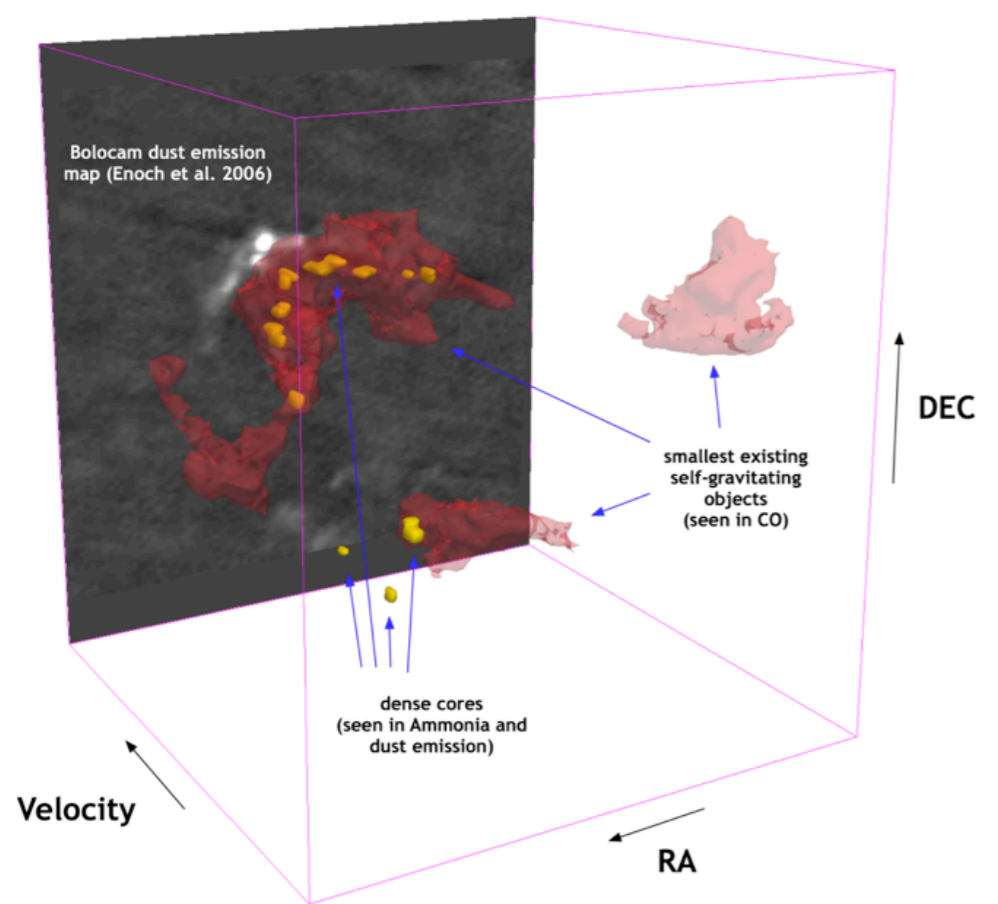 Bolocam dust emission
map (Enoch et al. 2006)
DEC
smallest existing
self-gravitating
objects
(seen in CO)
dense cores
(seen in Ammonia and
dust emission)
Velocity
RA